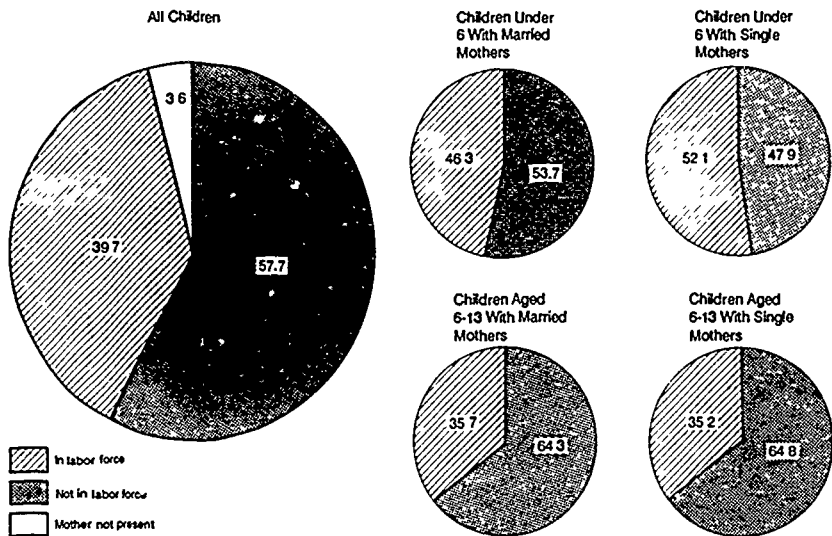 All Children
3 6
39 7
57.7
Children Under
6 With Married
Mothers
46 3
53.7
Children Under
6 With Single
Mothers
52 1
47 9
Children Aged
6-13 With Married
Mothers
35 7
64 3
Children Aged
6-13 With Single
Mothers
35 2
64 8
In labor force
Not in labor force
Mother not present